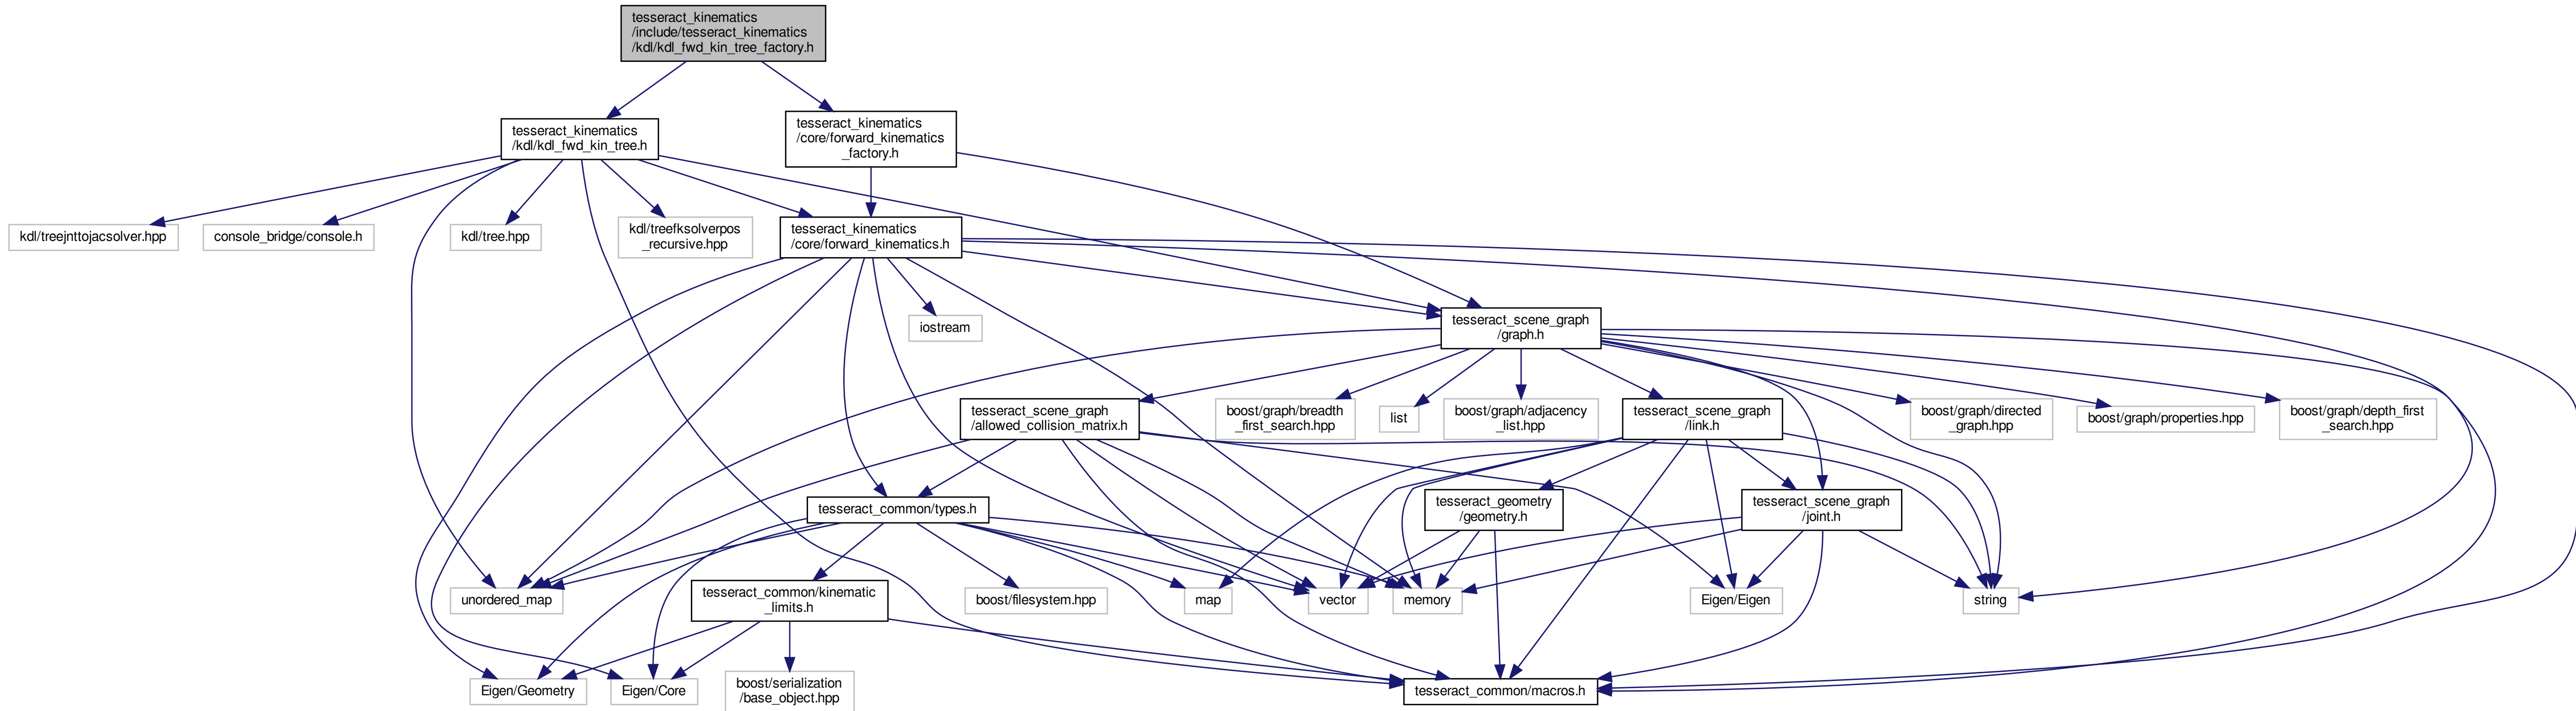 tesseract_kinematics
/include/tesseract_kinematics
/kdl/kdl_fwd_kin_tree_factory.h
tesseract_kinematics
/kdl/kdl_fwd_kin_tree.h
tesseract_kinematics
/core/forward_kinematics
_factory.h
kdl/treejnttojacsolver.hpp
console_bridge/console.h
kdl/tree.hpp
kdl/treefksolverpos
_recursive.hpp
tesseract_kinematics
/core/forward_kinematics.h
iostream
tesseract_scene_graph
/graph.h
tesseract_scene_graph
/allowed_collision_matrix.h
boost/graph/breadth
_first_search.hpp
list
boost/graph/adjacency
_list.hpp
tesseract_scene_graph
/link.h
boost/graph/directed
_graph.hpp
boost/graph/properties.hpp
boost/graph/depth_first
_search.hpp
tesseract_common/types.h
tesseract_geometry
/geometry.h
tesseract_scene_graph
/joint.h
unordered_map
tesseract_common/kinematic
_limits.h
boost/filesystem.hpp
map
vector
memory
Eigen/Eigen
string
Eigen/Geometry
Eigen/Core
boost/serialization
/base_object.hpp
tesseract_common/macros.h